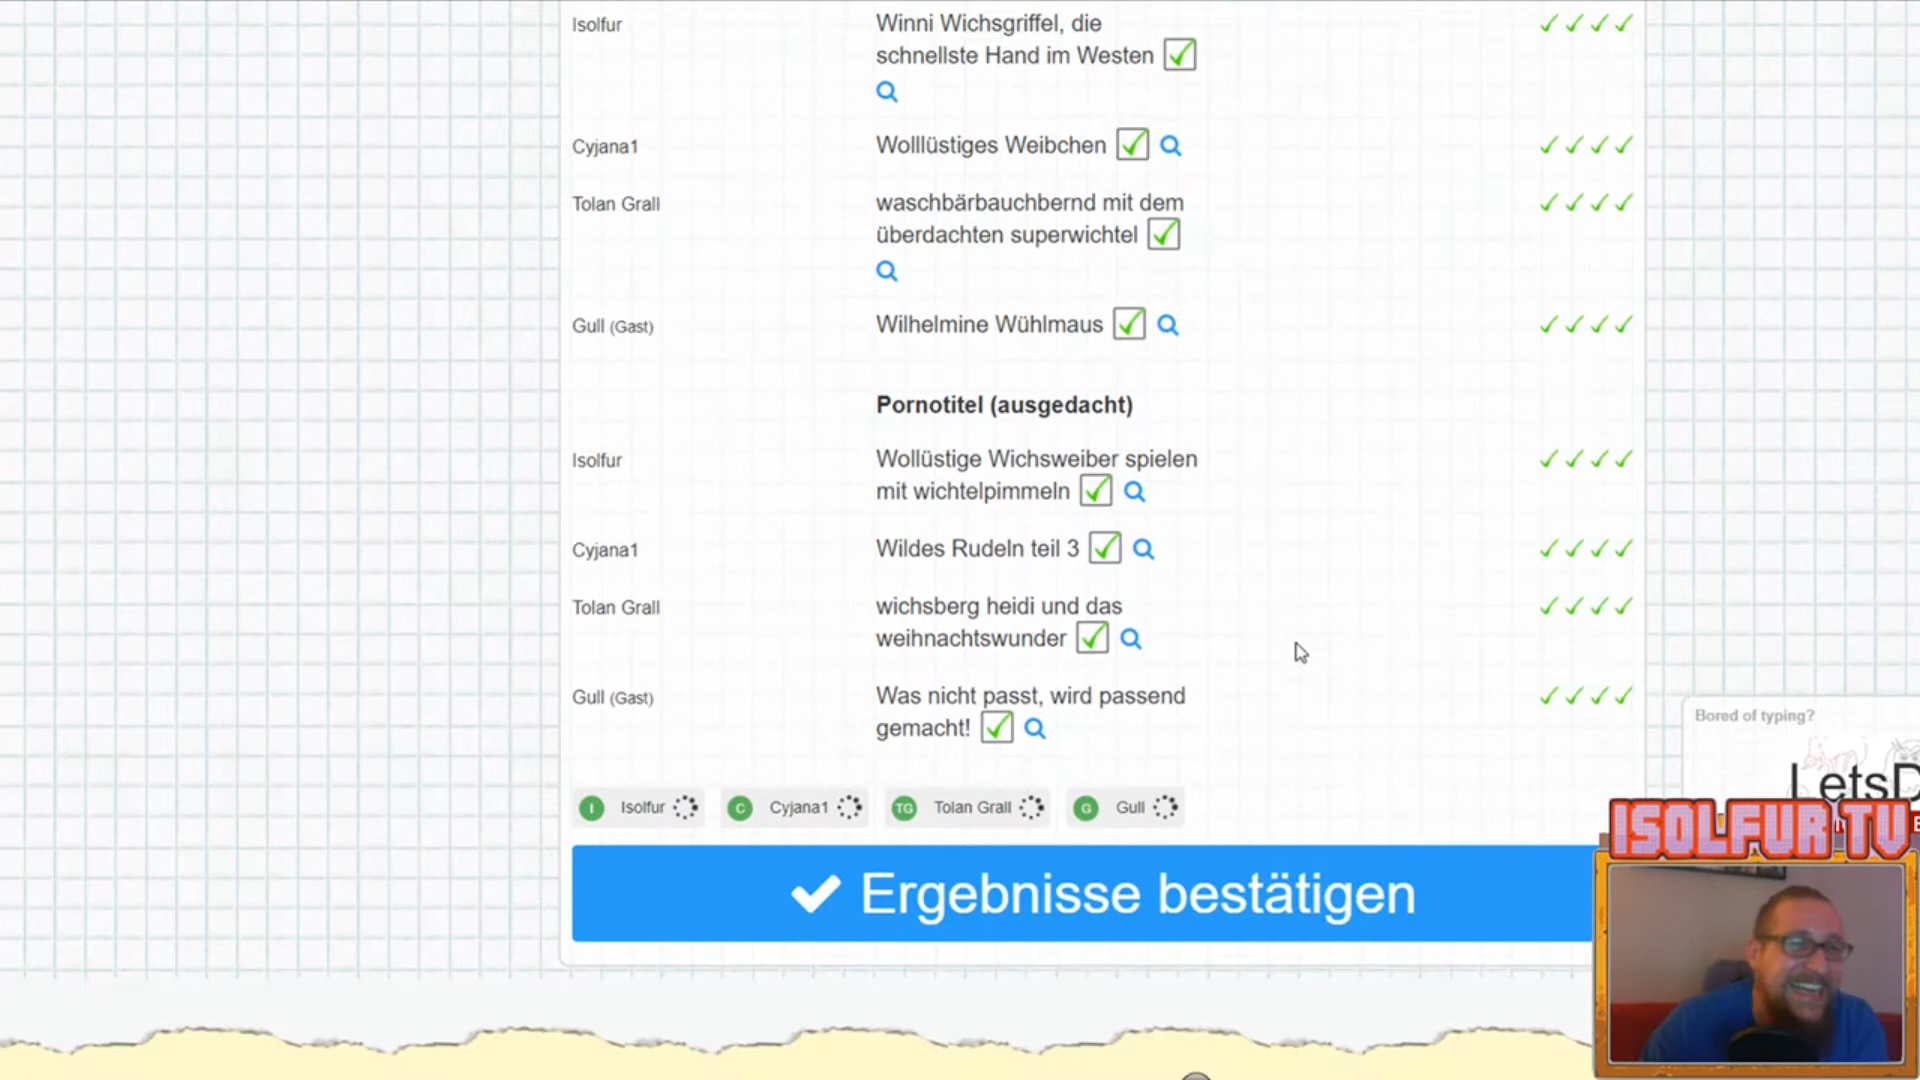 Isolfur
Winni Wichsgriffel, die
schnellste Hand im Westen
Cyjana1
Wolllüstiges Weibchen
Tolan Grall
waschbärbauchbernd mit dem
überdachten superwichtel
Gull (Gast)
Wilhelmine Wühlmaus
Pornotitel (ausgedacht)
Isolfur
Wollüstige Wichsweiber spielen
mit wichtelpimmeln
Cyjana1
Wildes Rudeln teil 3
Tolan Grall
wichsberg heidi und das
weihnachtswunder
Gull (Gast)
Was nicht passt, wird passend
gemacht!
I Isolfur
C Cyjana1
TG Tolan Grall
G Gull
Ergebnisse bestätigen
Bored of typing?
LetsD
ISOLFUR TV